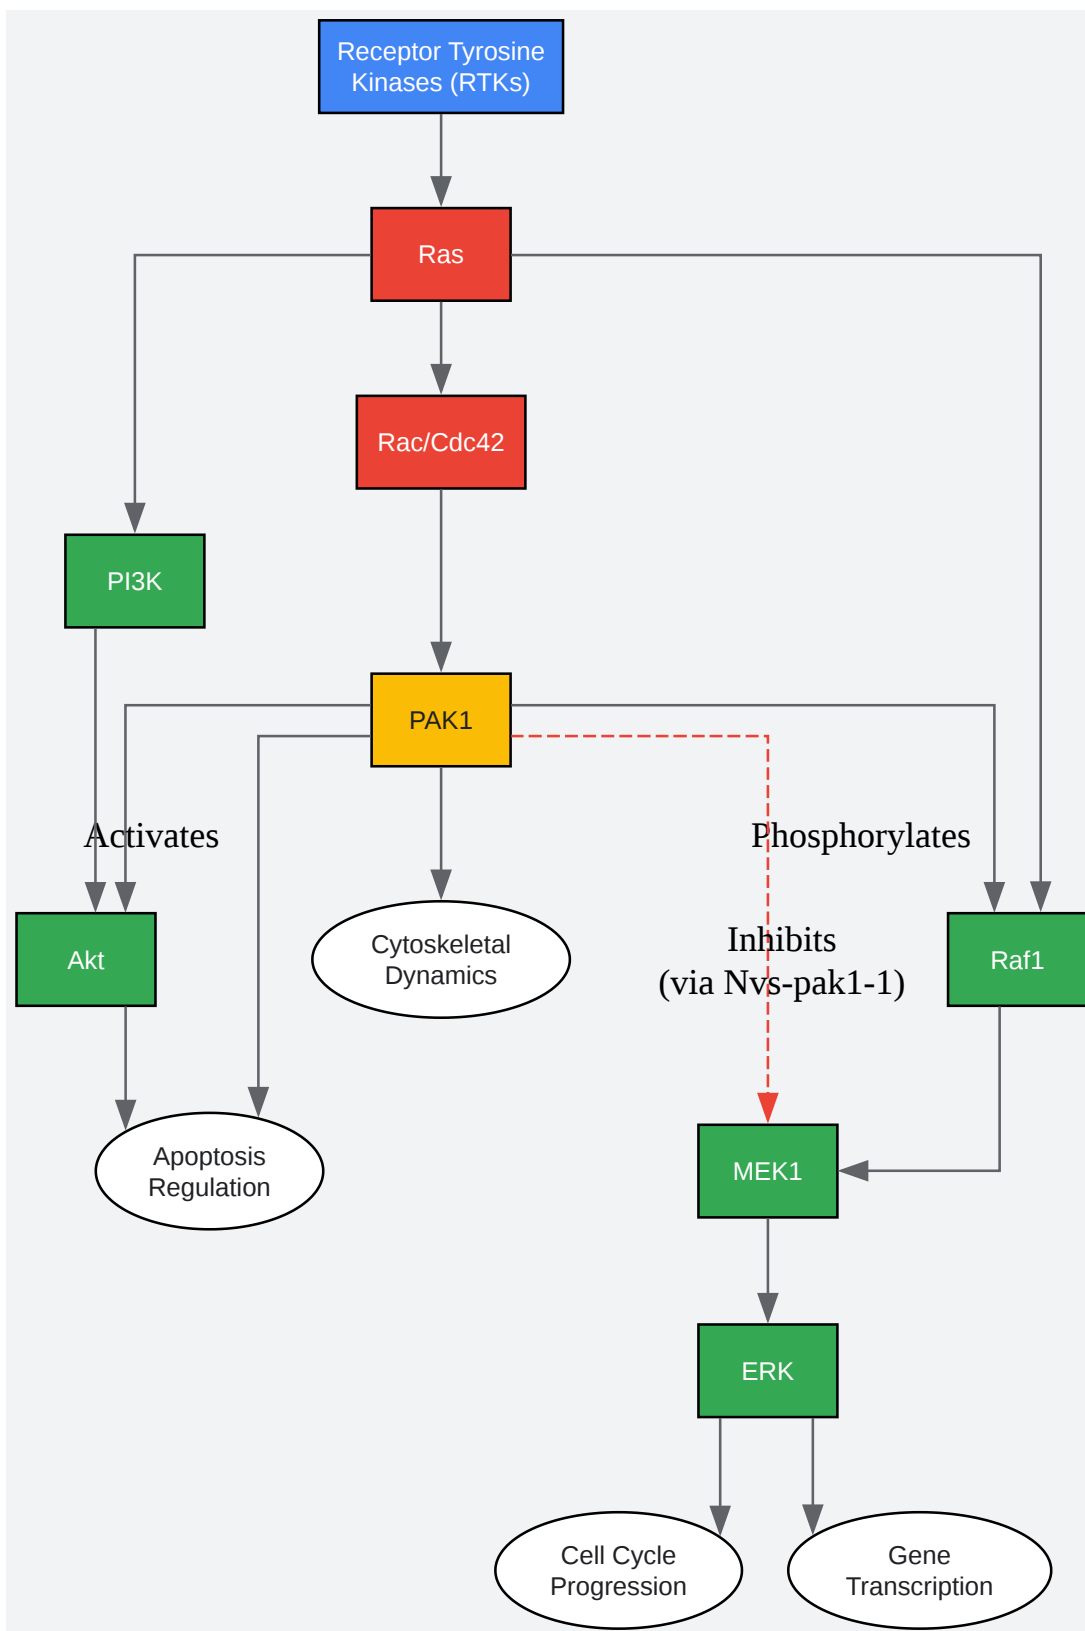 Receptor Tyrosine
Kinases (RTKs)
Ras
Rac/Cdc42
PI3K
PAK1
Activates
Phosphorylates
Akt
Cytoskeletal
Dynamics
Inhibits
(via Nvs-pak1-1)
Raf1
Apoptosis
Regulation
MEK1
ERK
Cell Cycle
Progression
Gene
Transcription